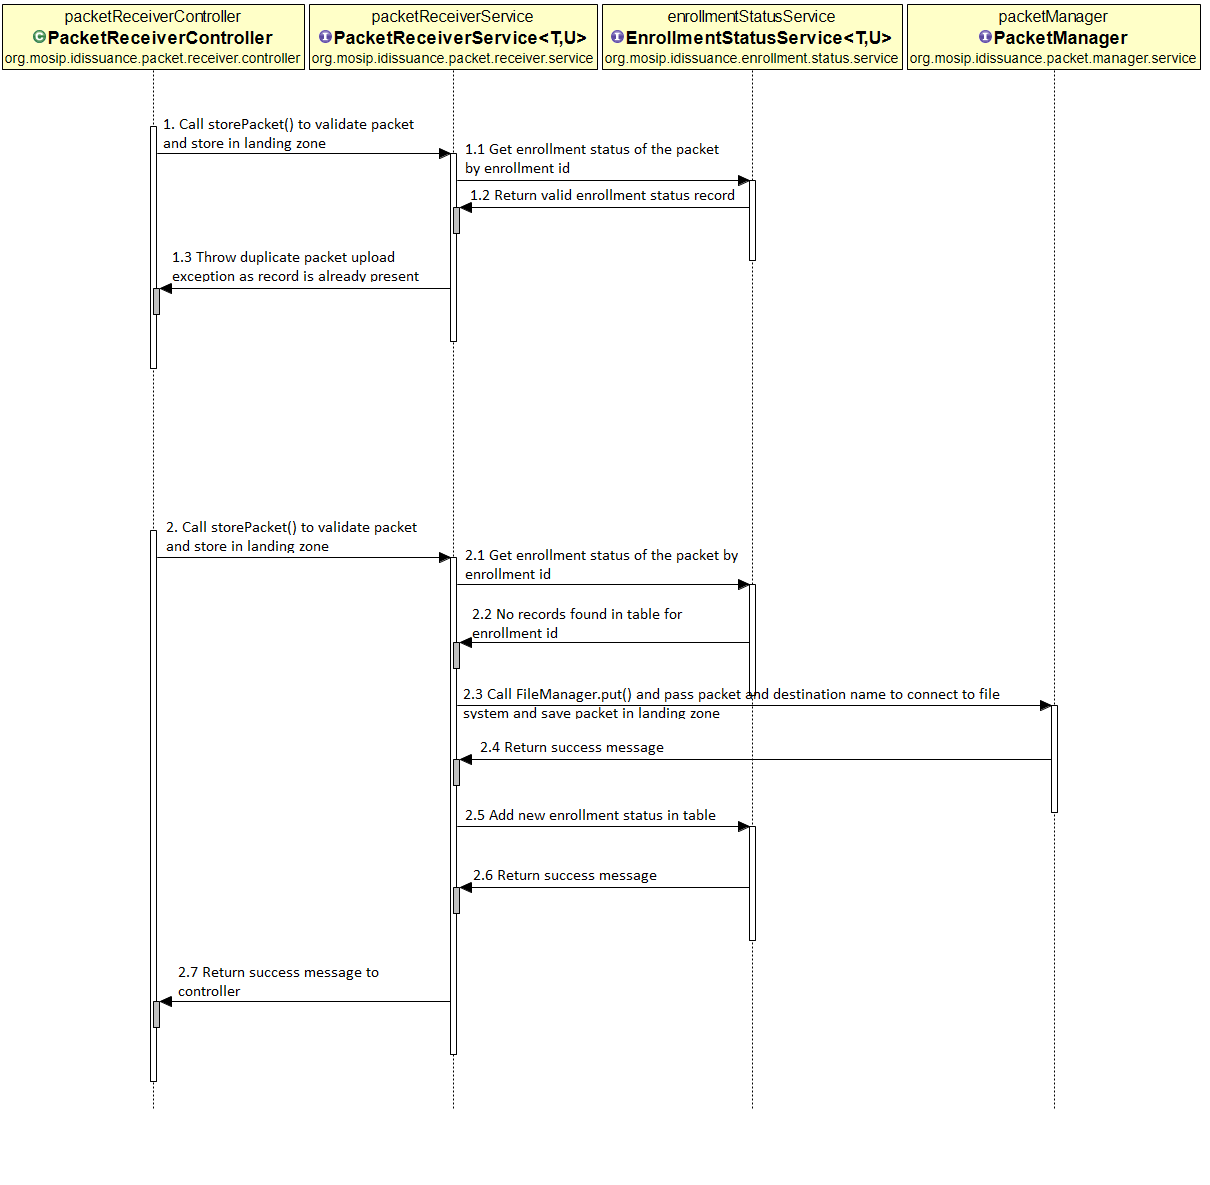 packetReceiverController
C PacketReceiverController
org.mosip.idissuance.packet.receiver.controller
packetReceiverService
I PacketReceiverService<T,U>
org.mosip.idissuance.packet.receiver.service
enrollmentStatusService
I EnrollmentStatusService<T,U>
org.mosip.idissuance.enrollment.status.service
packetManager
I PacketManager
org.mosip.idissuance.packet.manager.service
1. Call storePacket() to validate packet
and store in landing zone
1.1 Get enrollment status of the packet
by enrollment id
1.2 Return valid enrollment status record
1.3 Throw duplicate packet upload
exception as record is already present
2. Call storePacket() to validate packet
and store in landing zone
2.1 Get enrollment status of the packet by
enrollment id
2.2 No records found in table for
enrollment id
2.3 Call FileManager.put() and pass packet and destination name to connect to file
system and save packet in landing zone
2.4 Return success message
2.5 Add new enrollment status in table
2.6 Return success message
2.7 Return success message to
controller